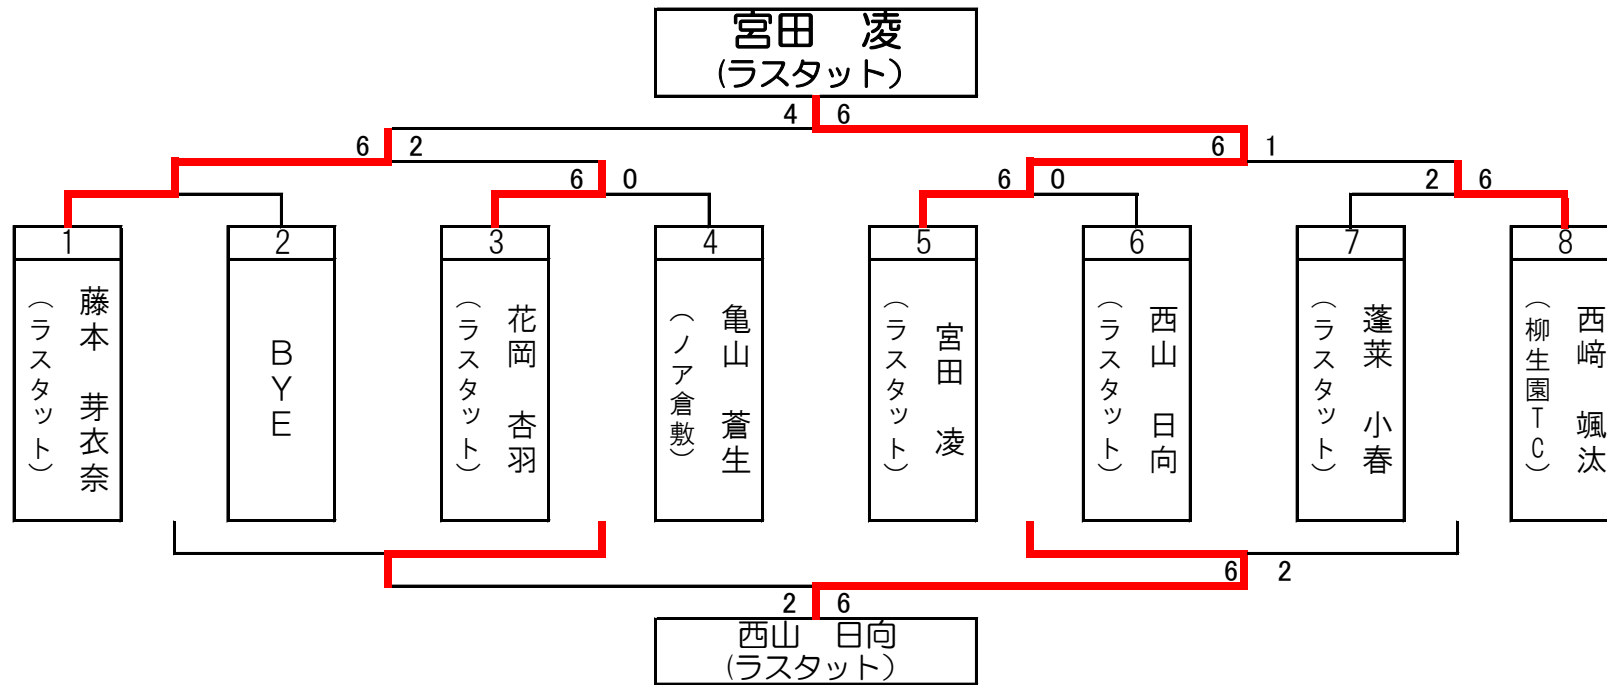 宮田　凌
(ラスタット)
4 6
6 2
6 1
6 0
6 0
2 6
1
2
3
4
5
6
7
8
藤本　芽衣奈
(ラスタット)
BYE
花岡　杏羽
(ラスタット)
亀山　蒼生
(ノア倉敷)
宮田　凌
(ラスタット)
西山　日向
(ラスタット)
蓬莱　小春
(ラスタット)
西﨑　颯汰
(柳生園TC)
6 2
2 6
西山　日向
(ラスタット)